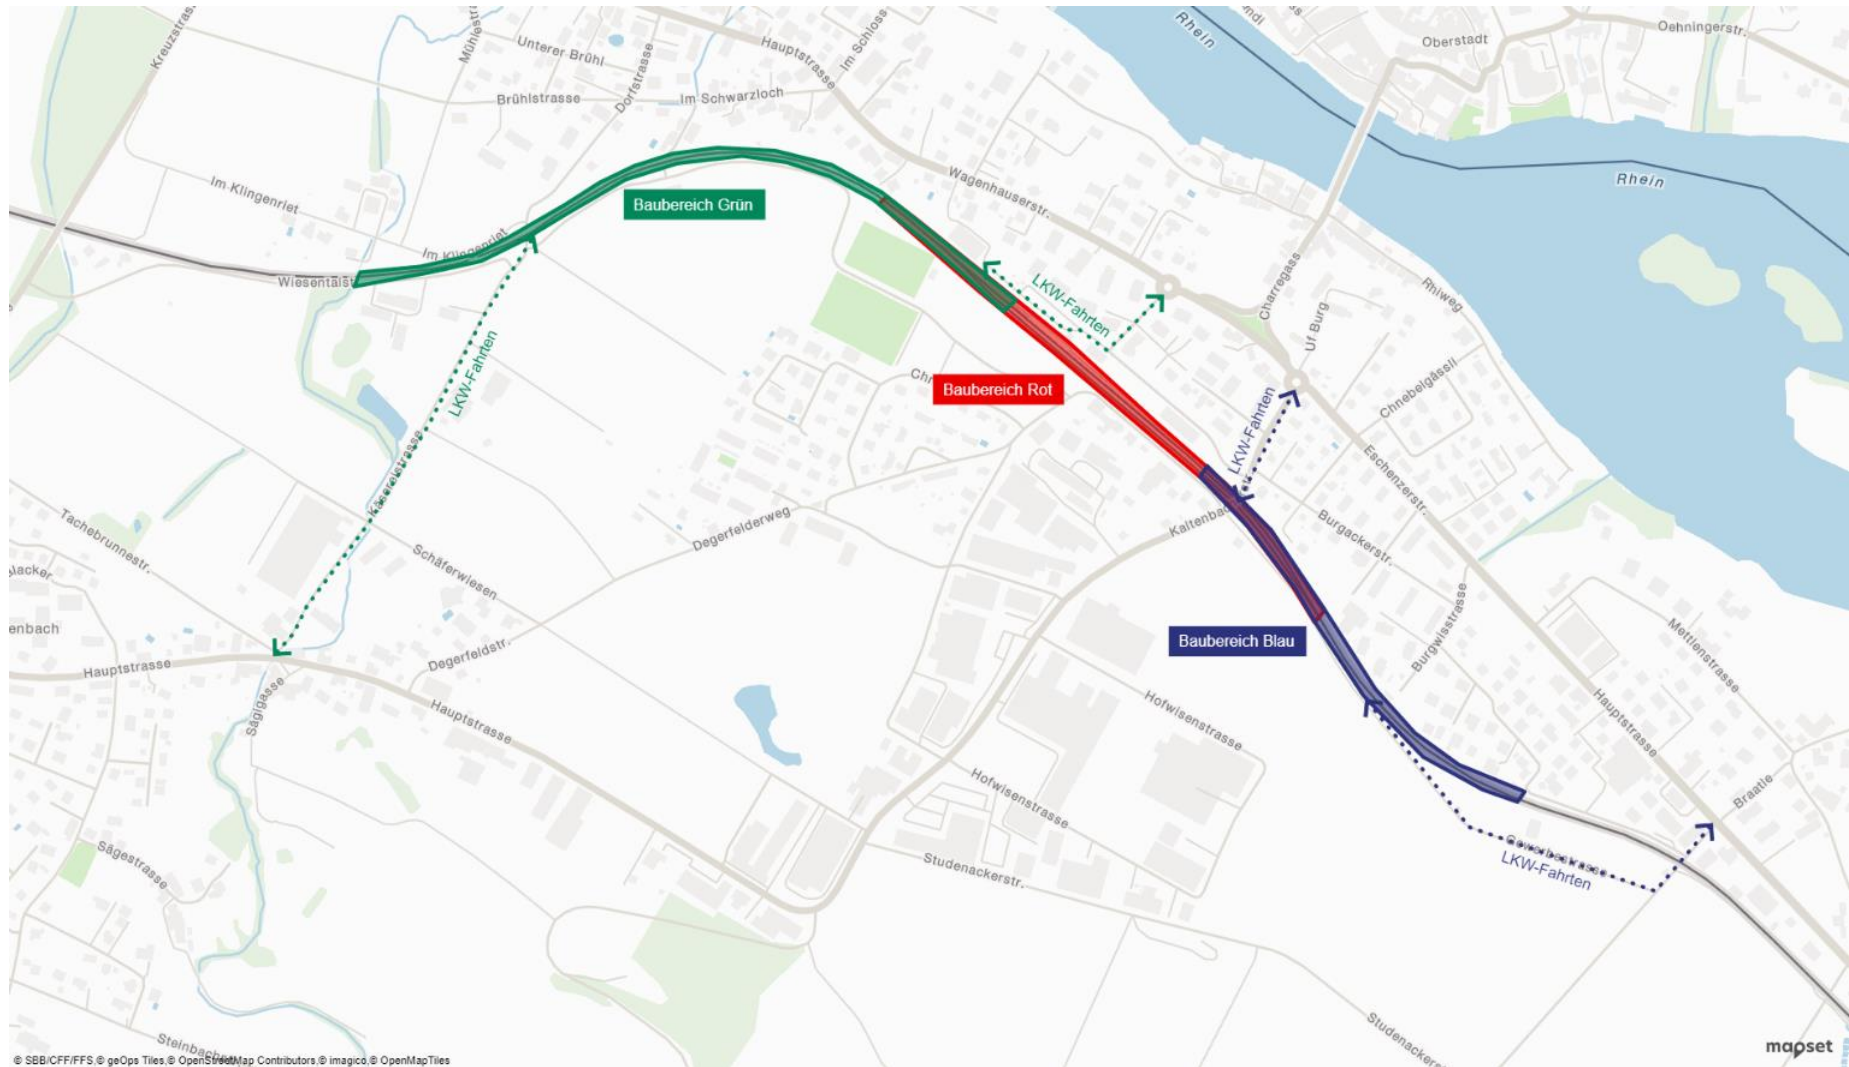 Kreuzstrasse
Unterer Brühl
Hauptstrasse
Im Schloss
Rhein
Oberstadt
Oehningerstr.
Brühlstrasse
Dorfstrasse
Im Schwarzloch
Im Klingenriet
Baubereich Grün
Wagenhauserstr.
Rhein
Im Klingenriet
Charregass
Rhiweg
LKW-Fahrten
Uf Burg
LKW-Fahrten
Baubereich Rot
Chnebelgässli
LKW-Fahrten
Eschenzerstr.
Käsereistrasse
Tachebrunnestr.
Degerfelderweg
Burgackerstr.
Schäferwiesen
Burgwisstrasse
Mettlenstrasse
enbach
Hauptstrasse
Degerfeldstr.
Baubereich Blau
Sägigasse
Hauptstrasse
Hofwisenstrasse
Hauptstrasse
Hofwisenstrasse
Braatle
Sägestrasse
Studenackerstr.
Gewerbestrasse
LKW-Fahrten
mapset
© SBB/CFF/FFS,© geOps Tiles,© OpenStreetMap Contributors,© imagico,© OpenMapTiles